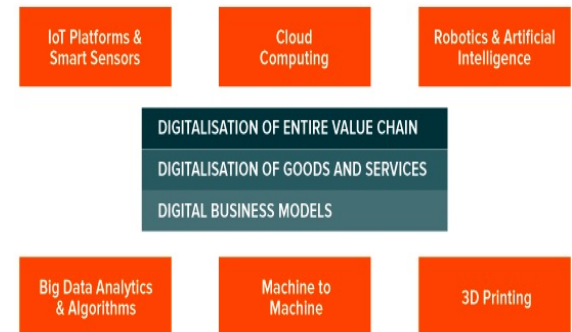 IoT Platforms &
Smart Sensors
Cloud
Computing
Robotics & Artificial
Intelligence
DIGITALISATION OF ENTIRE VALUE CHAIN
DIGITALISATION OF GOODS AND SERVICES
DIGITAL BUSINESS MODELS
Big Data Analytics
& Algorithms
Machine to
Machine
3D Printing